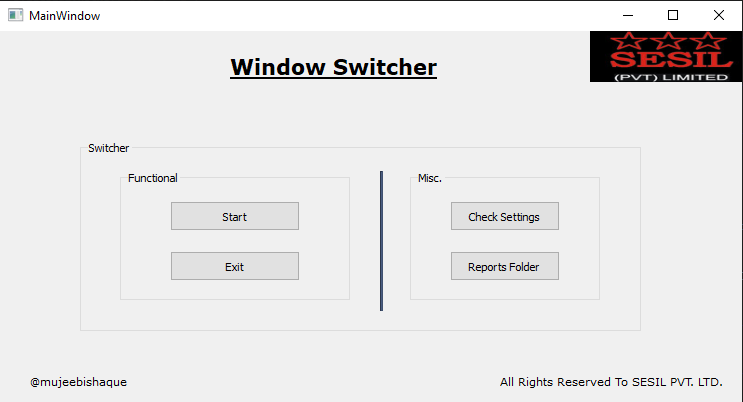 MainWindow
Window Switcher
SESIL
(PVT) LIMITED
Switcher
Functional
Misc.
Start
Check Settings
Exit
Reports Folder
@mujeebishaque
All Rights Reserved To SESIL PVT. LTD.